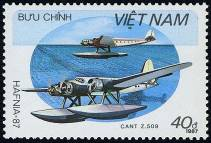 BƯU CHÍNH VIỆT NAM
HAFNIA-87
CANT Z.509
40đ
1987